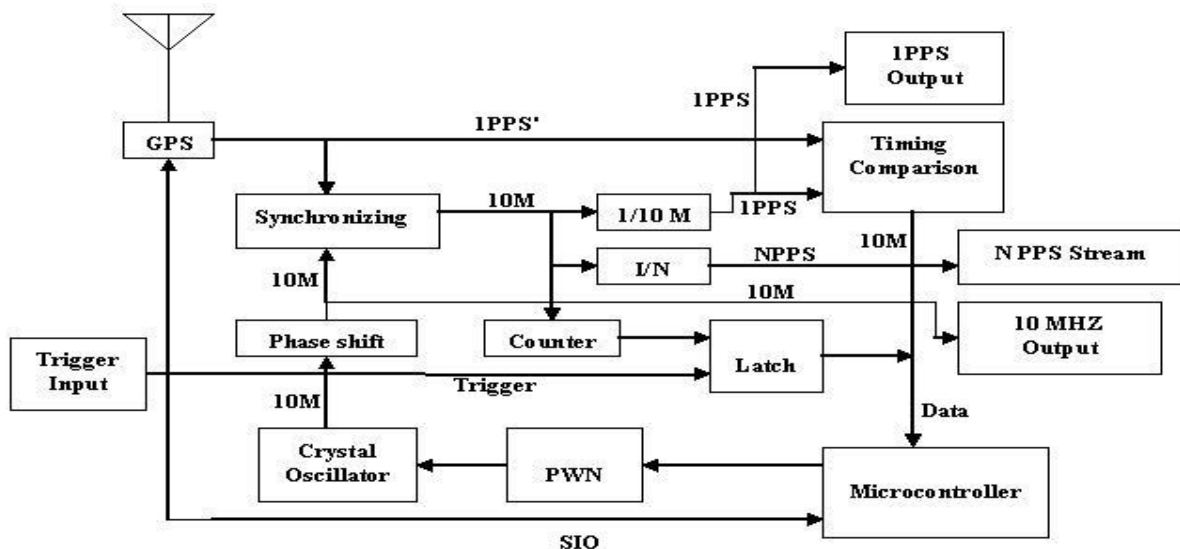 1PPS
Output
1PPS
GPS
1PPS'
Timing
Comparison
Synchronizing
10M
1/10 M
1PPS
10M
10M
I/N
NPPS
N PPS Stream
10M
Phase shift
Counter
Latch
10 MHZ
Output
Trigger
Input
Trigger
10M
Data
Crystal
Oscillator
PWN
Microcontroller
SIO